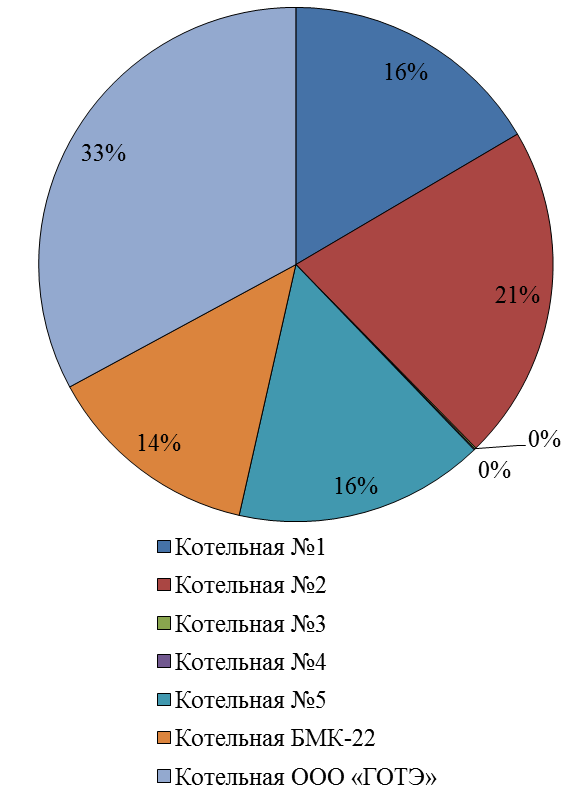 16%
33%
21%
0%
14%
0%
16%
Котельная №1
Котельная №2
Котельная №3
Котельная №4
Котельная №5
Котельная БМК-22
Котельная ООО «ГОТЭ»